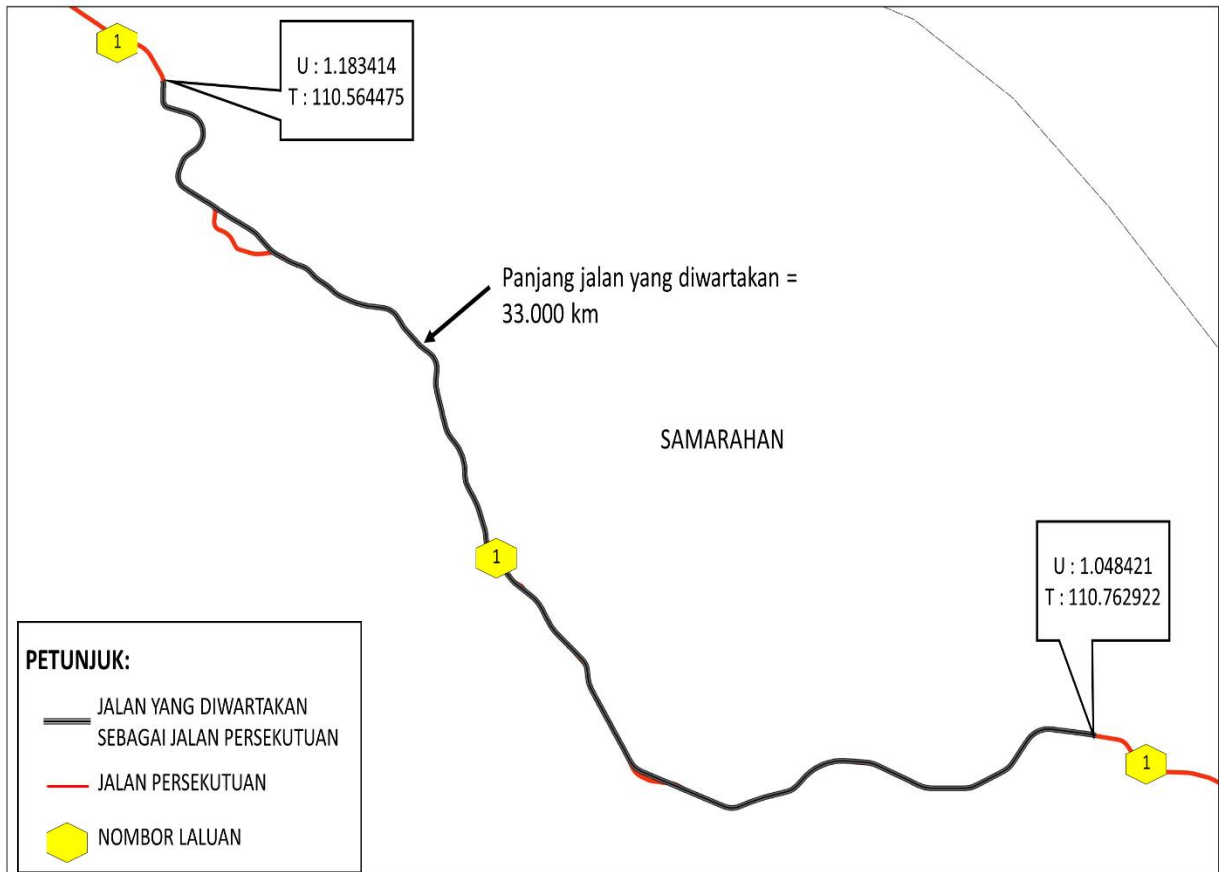 1
U : 1.183414
T : 110.564475
Panjang jalan yang diwartakan =
33.000 km
SAMARAHAN
1
U : 1.048421
T : 110.762922
1
PETUNJUK:
JALAN YANG DIWARTAKAN
SEBAGAI JALAN PERSEKUTUAN
JALAN PERSEKUTUAN
NOMBOR LALUAN